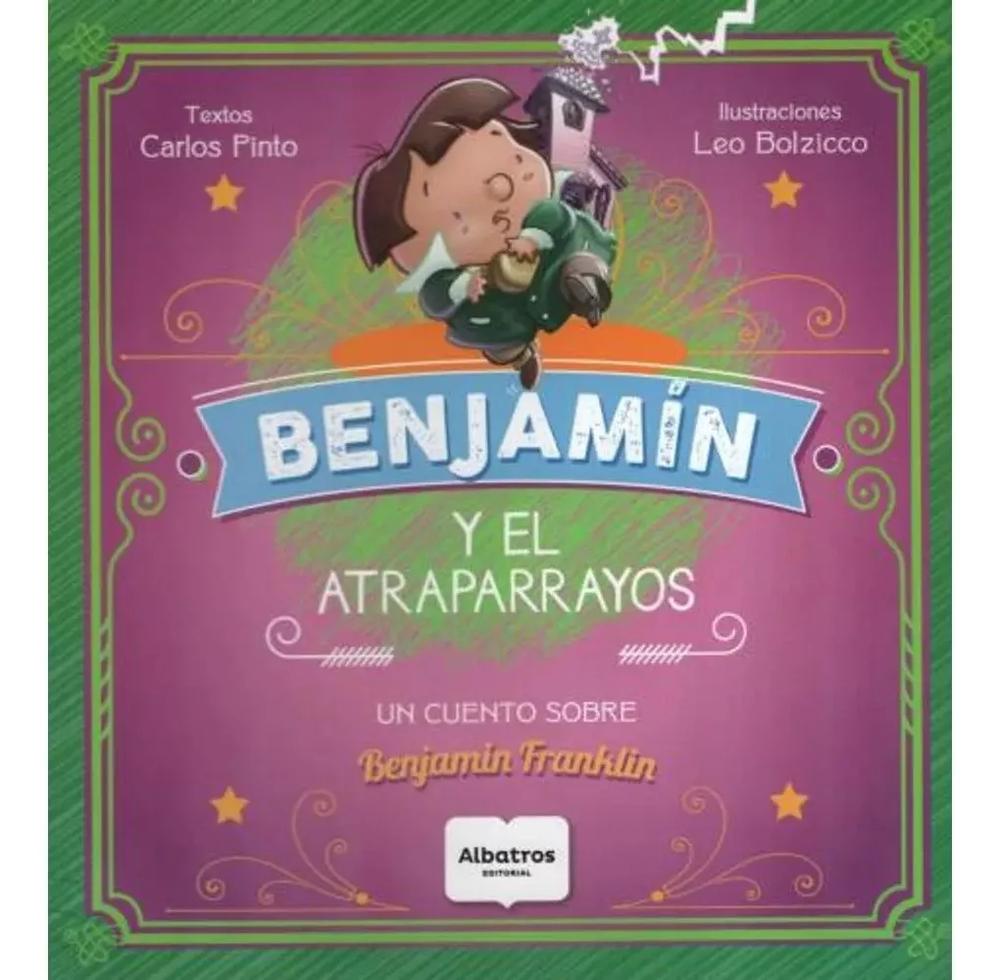 Textos
Carlos Pinto
Ilustraciones
Leo Bolzicco
BENJAMÍN
Y EL
ATRAPARRAYOS
UN CUENTO SOBRE
Benjamin Franklin
Albatros
EDITORIAL